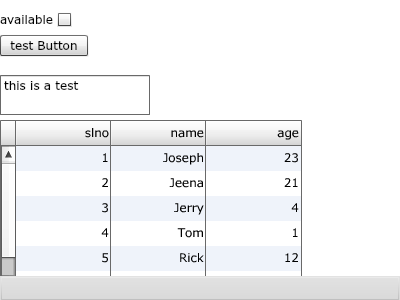 available
test Button
this is a test
slno name age
1 Joseph 23
2 Jeena 21
3 Jerry 4
4 Tom 1
5 Rick 12